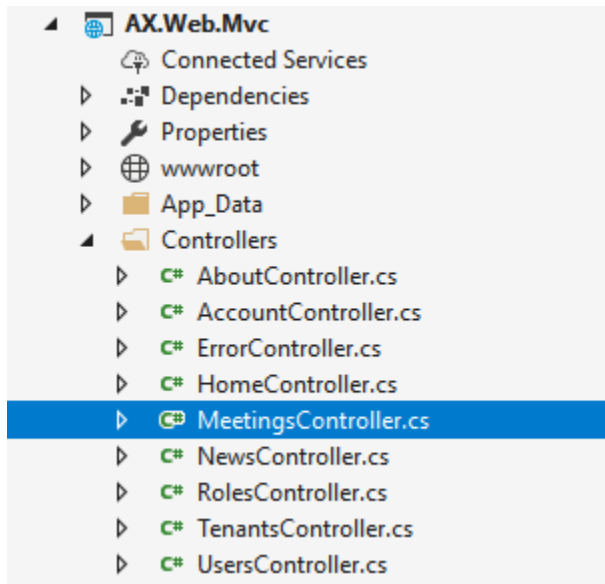 AX.Web.Mvc
Connected Services
Dependencies
Properties
wwwroot
App_Data
Controllers
C# AboutController.cs
C# AccountController.cs
C# ErrorController.cs
C# HomeController.cs
C# MeetingsController.cs
C# NewsController.cs
C# RolesController.cs
C# TenantsController.cs
C# UsersController.cs